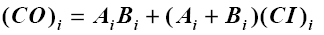 (CO)ᵢ = AᵢBᵢ + (Aᵢ + Bᵢ)(CI)ᵢ